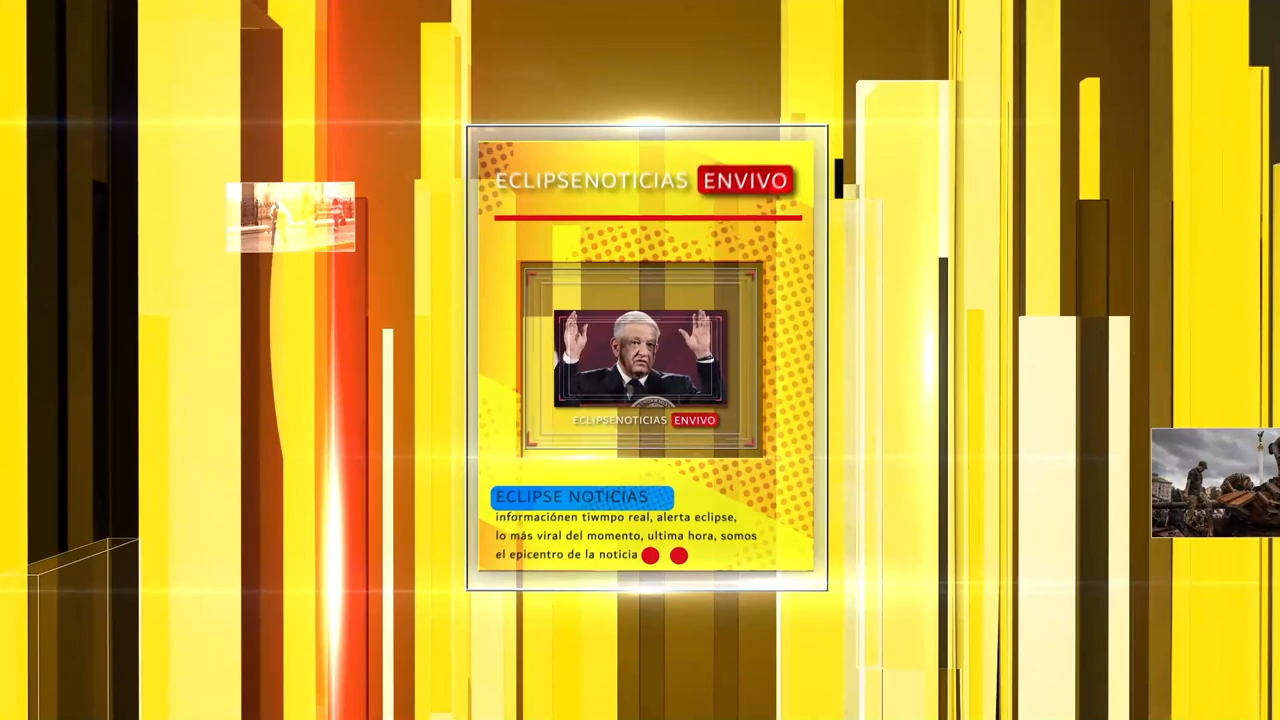 ECLIPSENOTICIAS ENVIVO
ECLIPSENOTICIAS ENVIVO
ECLIPSE NOTICIAS
informaciónen tiwmpo real, alerta eclipse,
lo más viral del momento, ultima hora, somos
el epicentro de la noticia